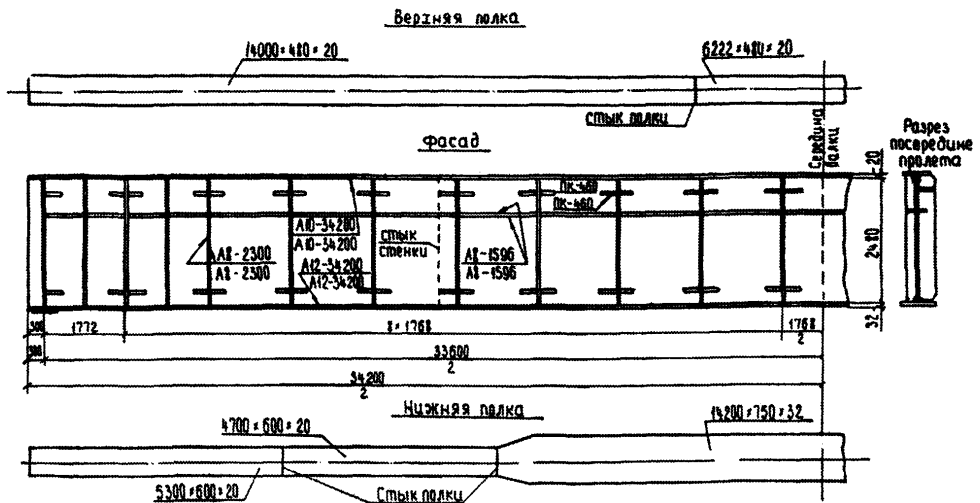 Верхняя полка
14000×480×20
6222×480×20
стык полки
Середина балки
Фасад
Разрез
посередине
пролета
20
ПК-460
ПК-460
А10-34200
А10-34200
стык
стенки
А8-2300
А8-2300
А12-34200
А12-34200
А8-1596
А8-1596
2480
32
300
1772
8×1768
1768
2
300
33600
2
34200
2
Нижняя полка
4700×600×20
14200×750×32
5300×600×20
Стык полки